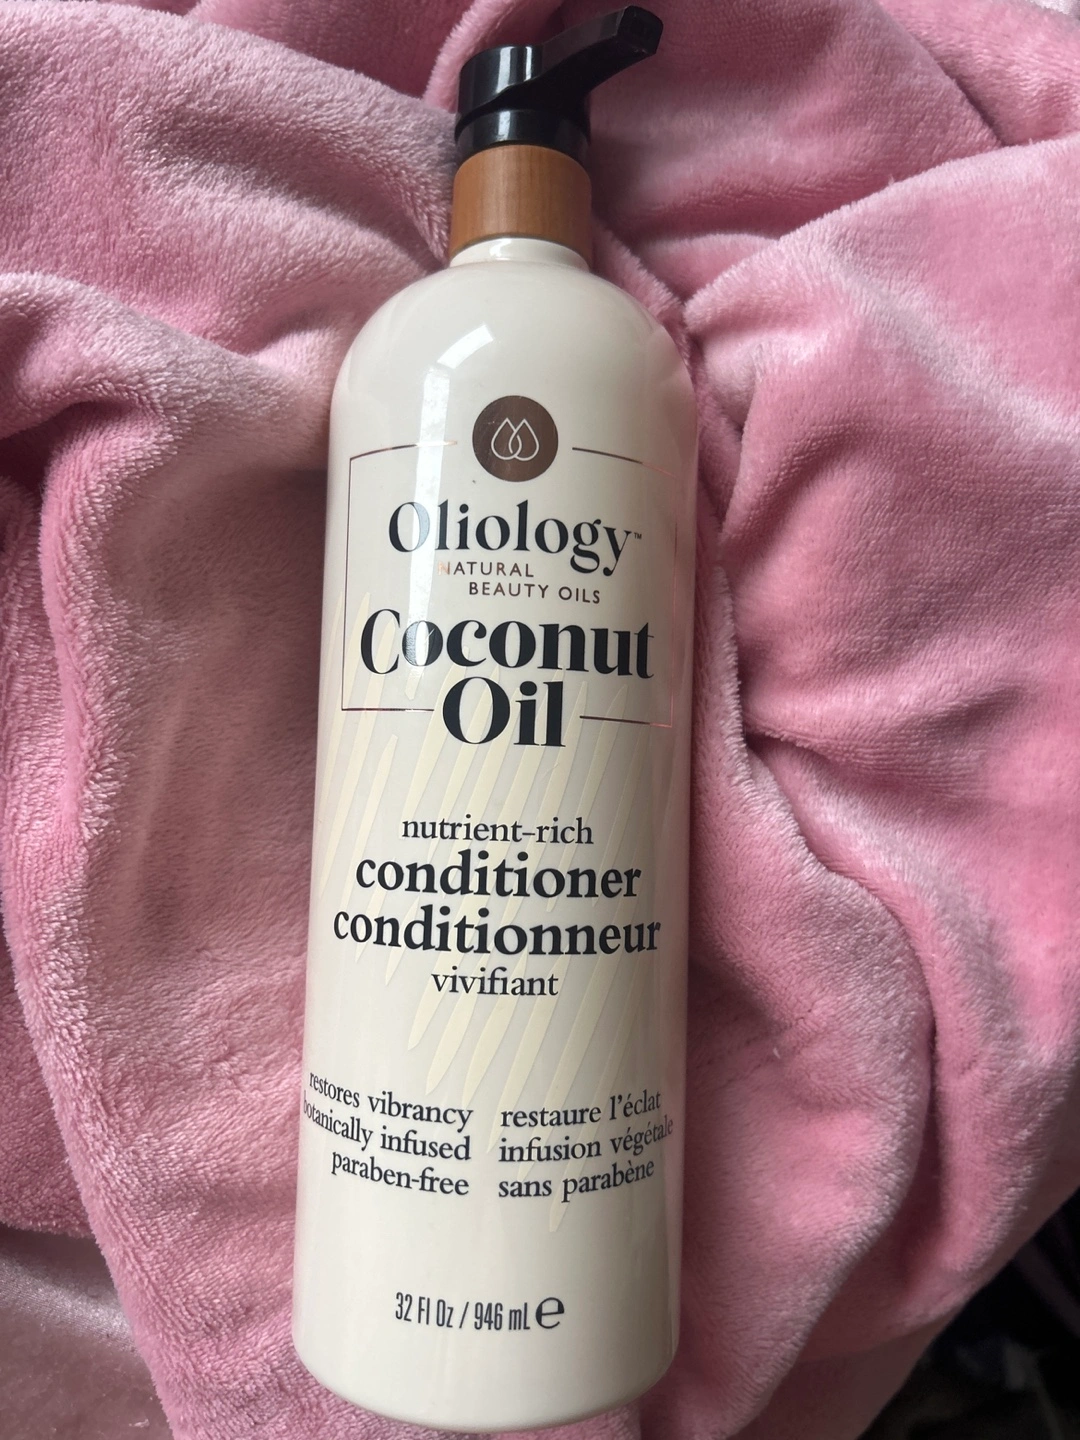 Oliology™
NATURAL
BEAUTY OILS
Coconut
Oil
nutrient-rich
conditioner
conditionneur
vivifiant
restores vibrancy
botanically infused
paraben-free
restaure l'éclat
infusion végétale
sans parabène
32 Fl Oz / 946 mL ℮